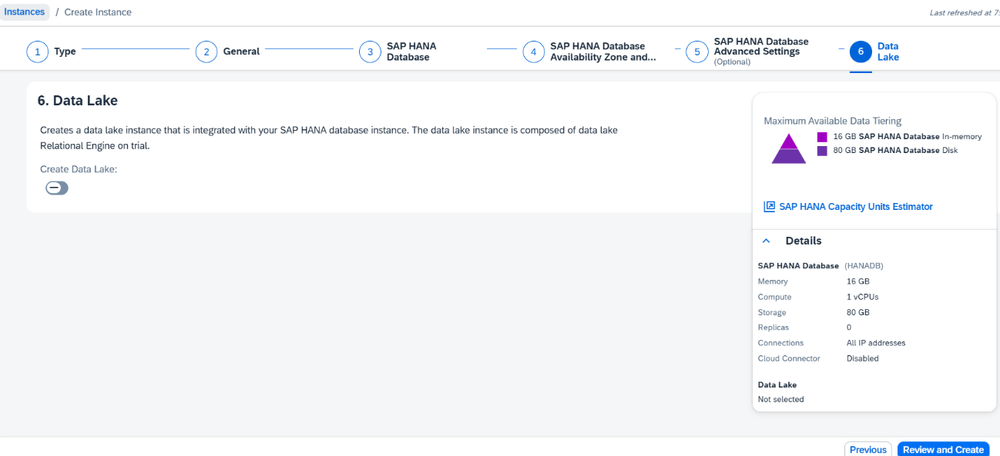 Instances / Create Instance
Last refreshed at 7:
1 Type
2 General
3 SAP HANA
Database
4 SAP HANA Database
Availability Zone and...
5 SAP HANA Database
Advanced Settings
(Optional)
6 Data
Lake
6. Data Lake
Creates a data lake instance that is integrated with your SAP HANA database instance. The data lake instance is composed of data lake
Relational Engine on trial.
Create Data Lake:
Maximum Available Data Tiering
16 GB SAP HANA Database In-memory
80 GB SAP HANA Database Disk
SAP HANA Capacity Units Estimator
Details
SAP HANA Database (HANADB)
Memory 16 GB
Compute 1 vCPUs
Storage 80 GB
Replicas 0
Connections All IP addresses
Cloud Connector Disabled
Data Lake
Not selected
Previous Review and Create